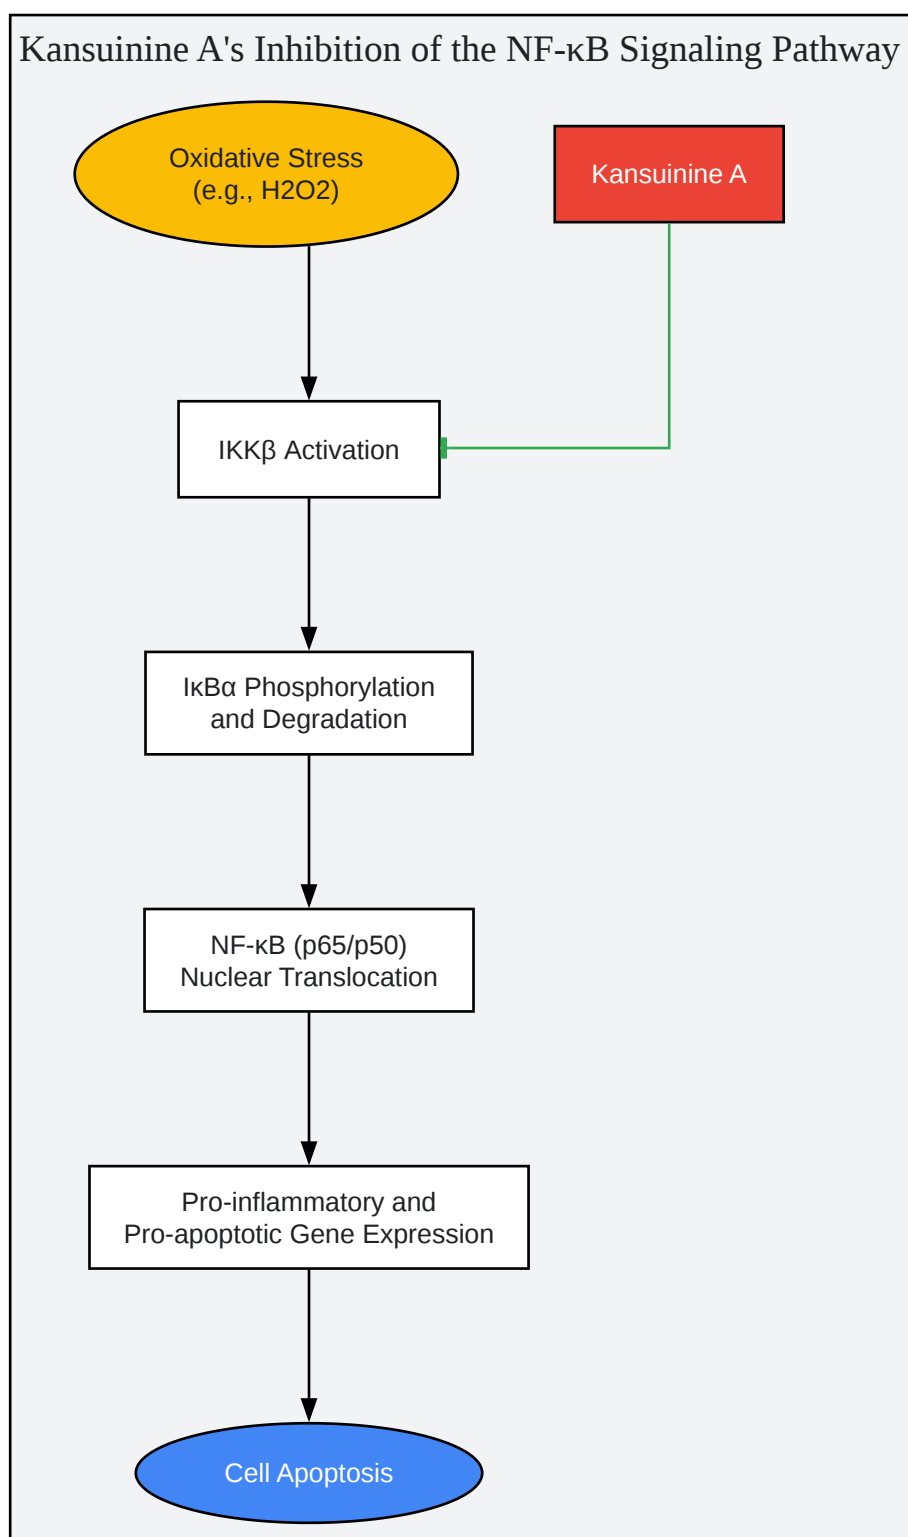 Kansuinine A's Inhibition of the NF-κB Signaling Pathway
Oxidative Stress
(e.g., H2O2)
Kansuinine A
IKKβ Activation
IκBα Phosphorylation
and Degradation
NF-κB (p65/p50)
Nuclear Translocation
Pro-inflammatory and
Pro-apoptotic Gene Expression
Cell Apoptosis